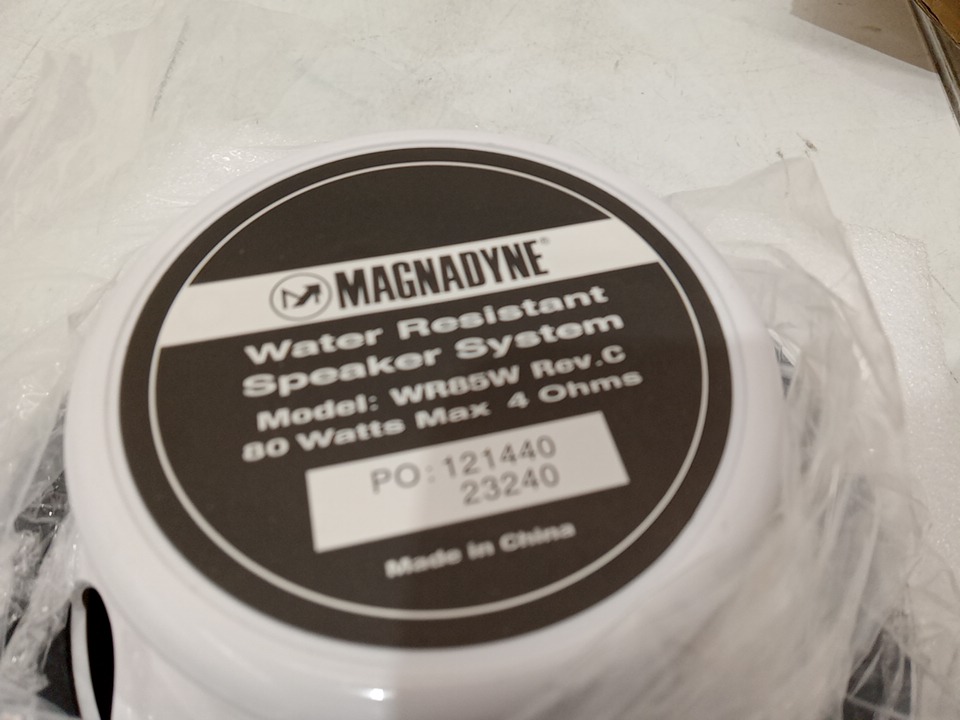 MAGNADYNE®
Water Resistant
Speaker System
Model: WR85W Rev.C
80 Watts Max 4 Ohms
PO: 121440
23240
Made In China